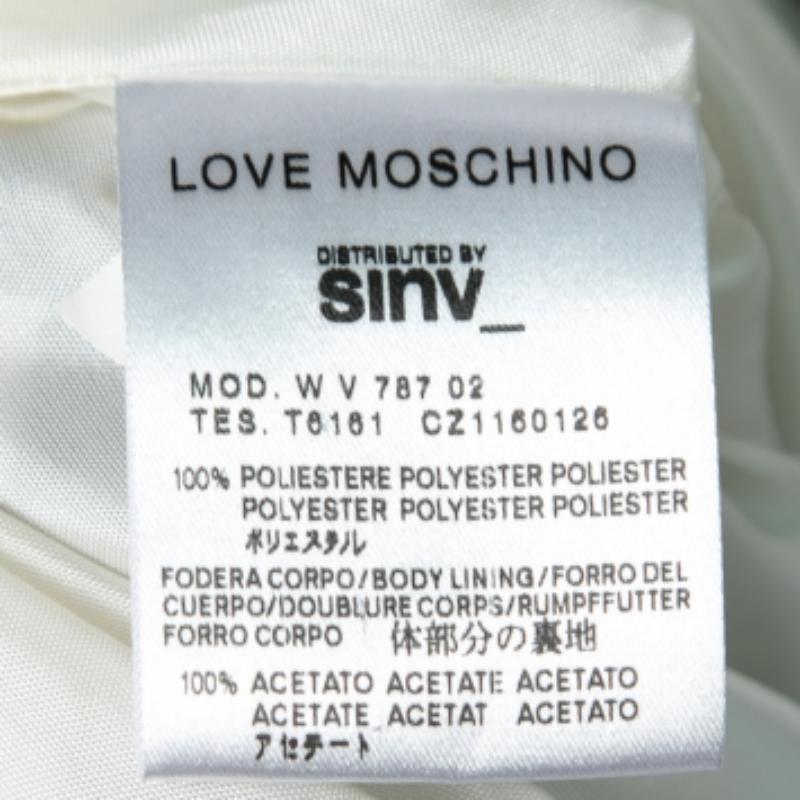 LOVE MOSCHINO
DISTRIBUTED BY
sinv_
MOD. W V 787 02
TES. T6161 CZ1160126
100% POLIESTERE POLYESTER POLIESTER
POLYESTER POLYESTER POLIESTER
ポリエステル
FODERA CORPO/BODY LINING/FORRO DEL
CUERPO/DOUBLURE CORPS/RUMPFFUTTER
FORRO CORPO 体部分の裏地
100% ACETATO ACETATE ACETATO
ACETATE ACETAT ACETATO
アセテート